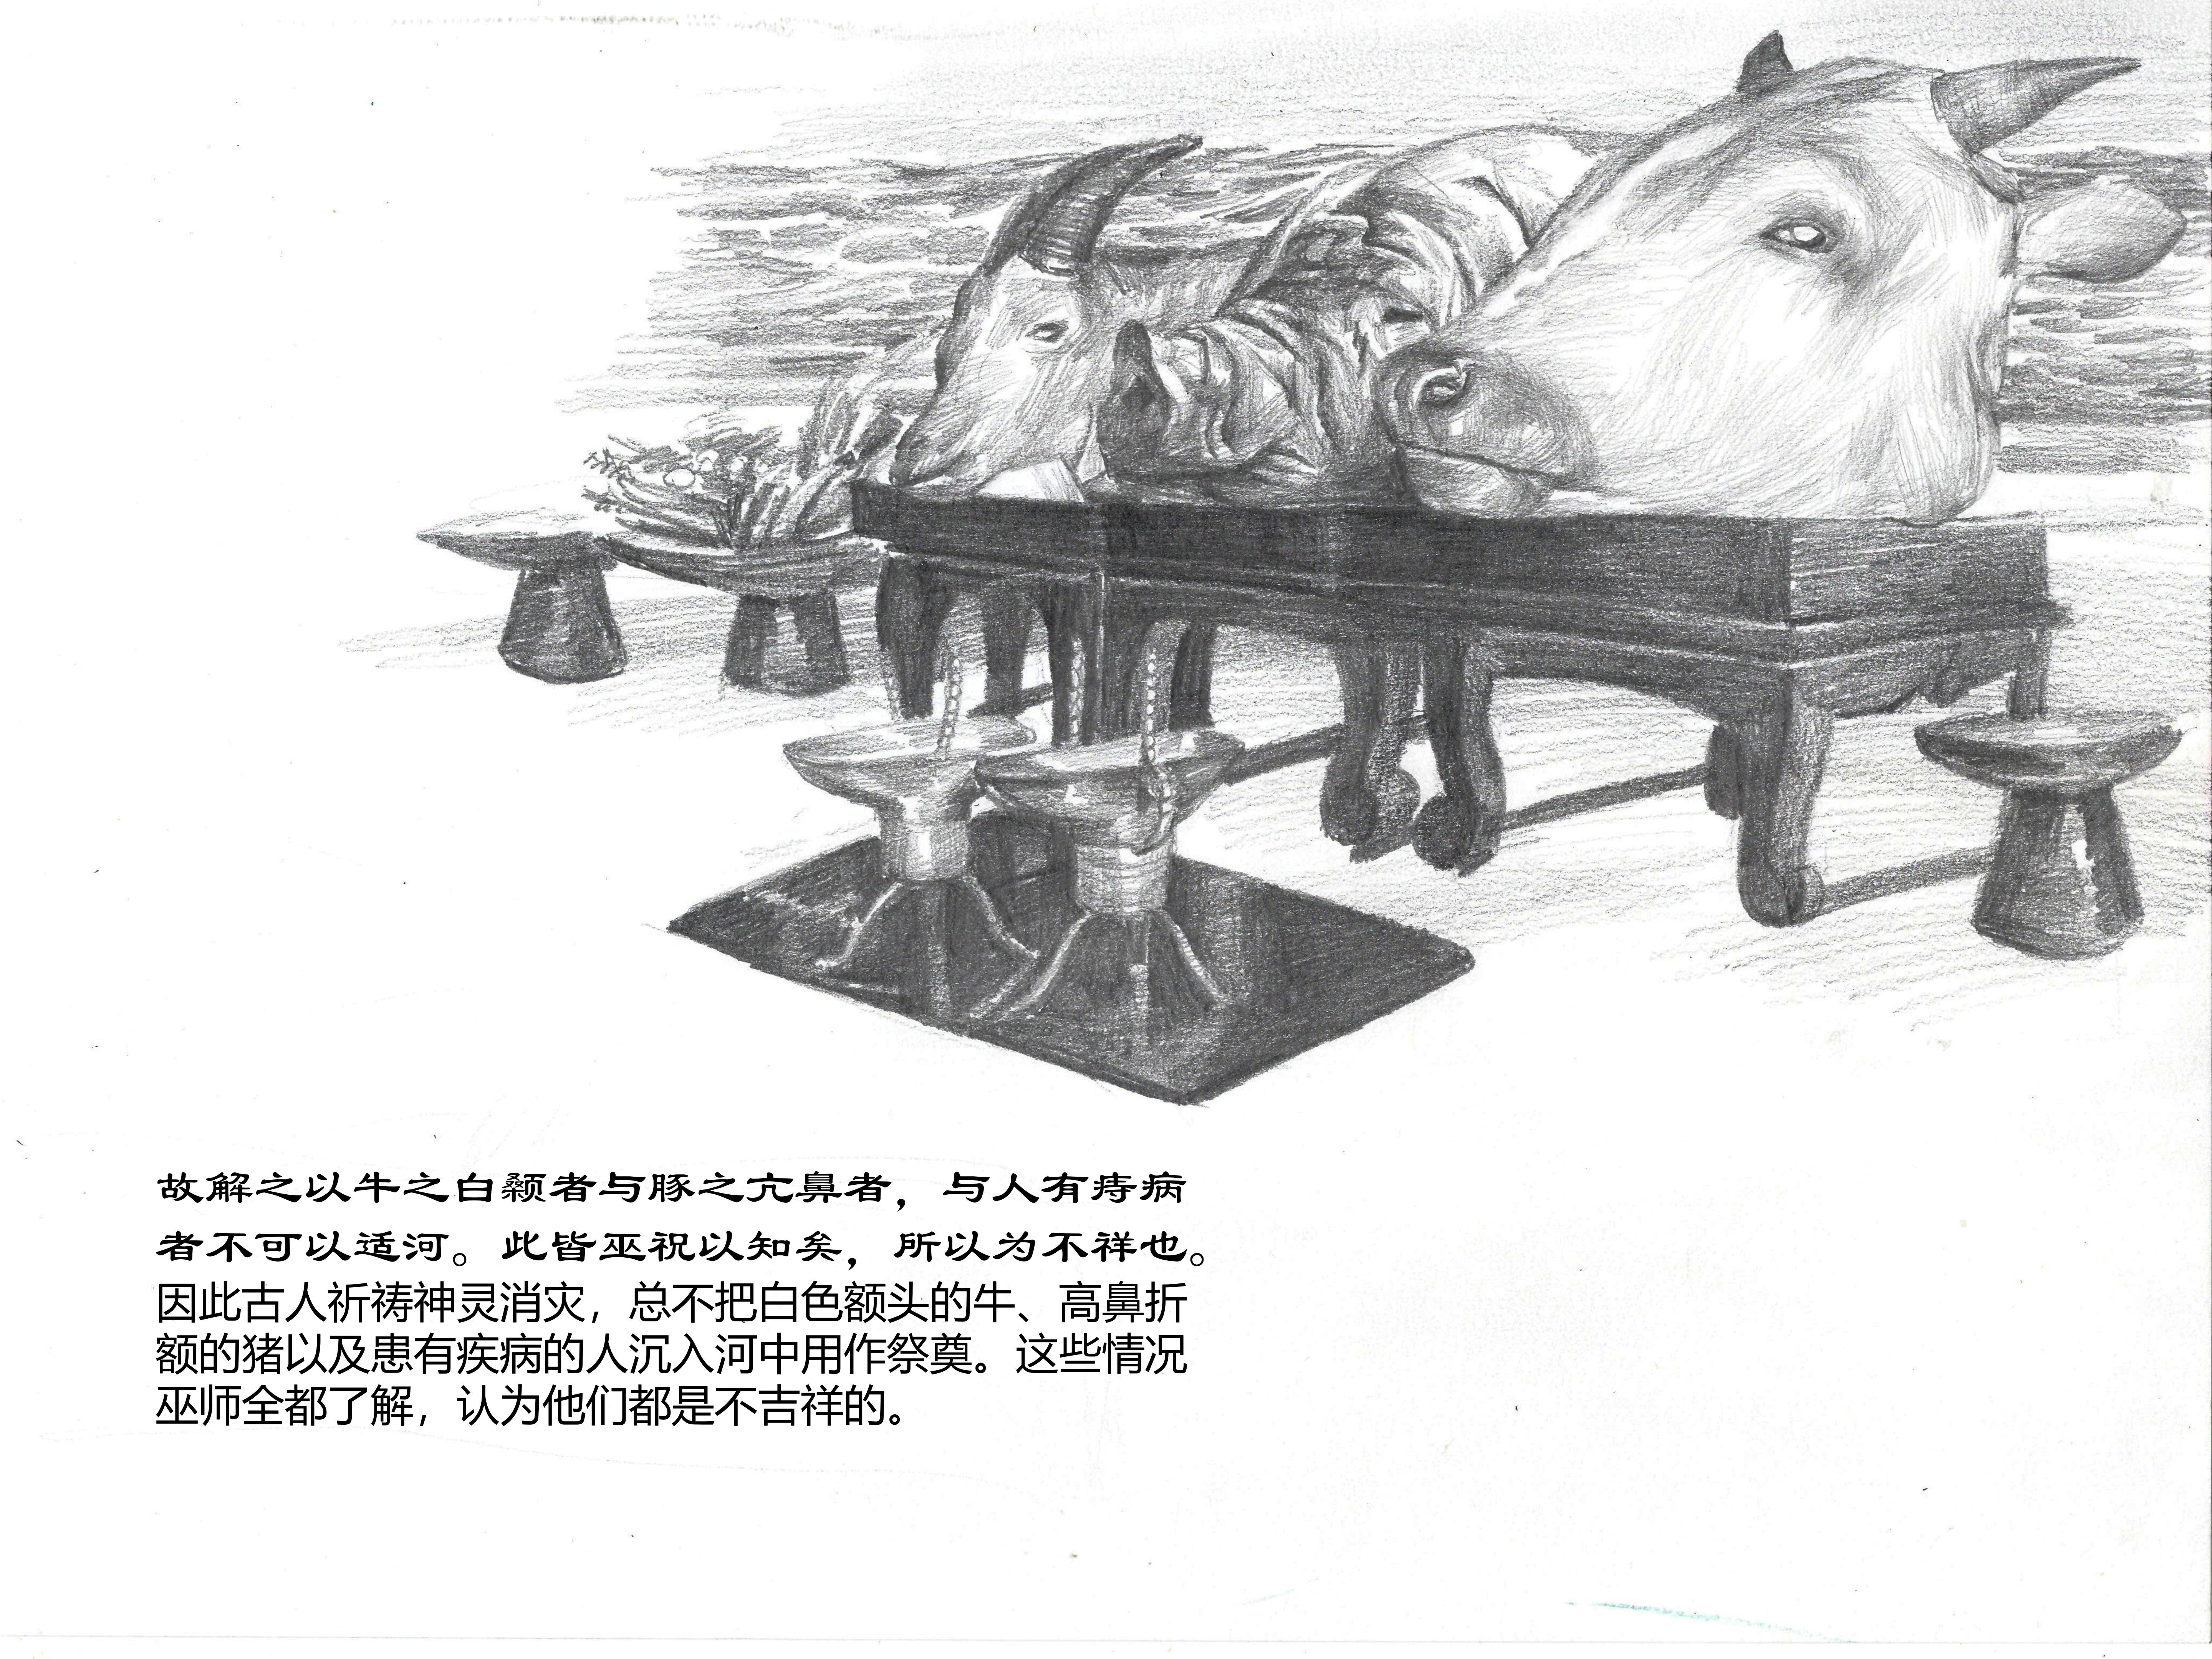 故解之以牛之白颡者与豚之亢鼻者，与人有痔病
者不可以适河。此皆巫祝以知矣，所以为不祥也。
因此古人祈祷神灵消灾，总不把白色额头的牛、高鼻折
额的猪以及患有疾病的人沉入河中用作祭奠。这些情况
巫师全都了解，认为他们都是不吉祥的。